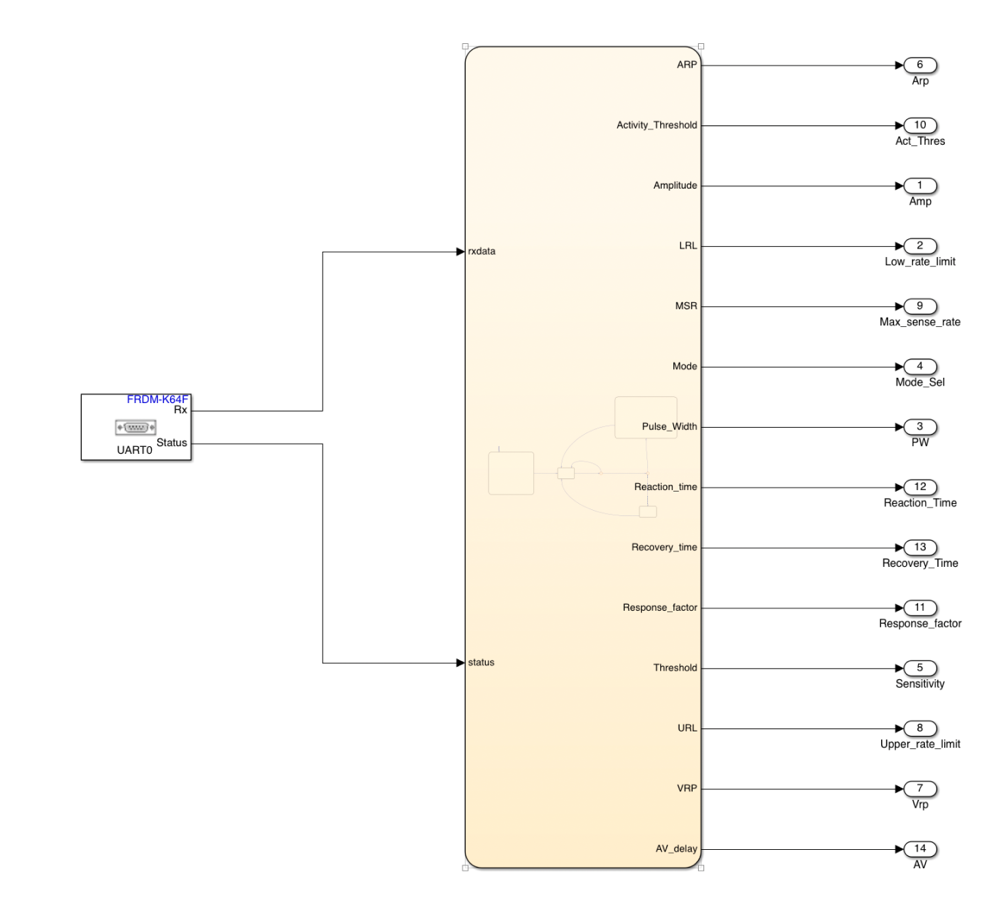 FRDM-K64F
Rx
Status
UART0
rxdata
status
ARP
Activity_Threshold
Amplitude
LRL
MSR
Mode
Pulse_Width
Reaction_time
Recovery_time
Response_factor
Threshold
URL
VRP
AV_delay
6
Arp
10
Act_Thres
1
Amp
2
Low_rate_limit
9
Max_sense_rate
4
Mode_Sel
3
PW
12
Reaction_Time
13
Recovery_Time
11
Response_factor
5
Sensitivity
8
Upper_rate_limit
7
Vrp
14
AV